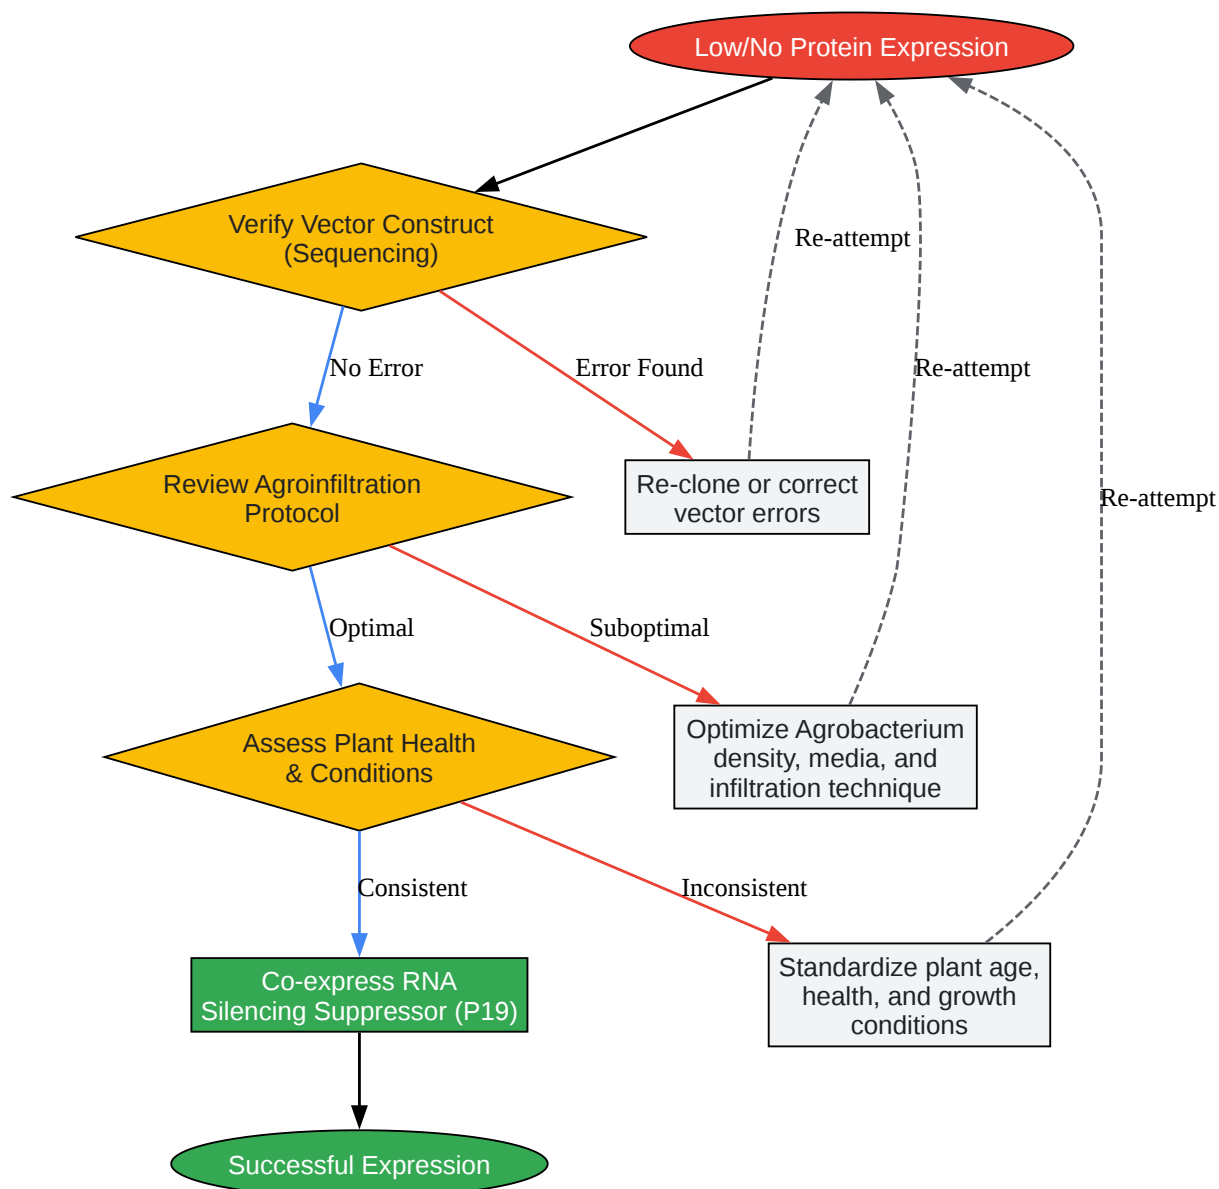 Low/No Protein Expression
Verify Vector Construct
(Sequencing)
Re-attempt
No Error
Error Found
Re-attempt
Review Agroinfiltration
Protocol
Re-clone or correct
vector errors
Re-attempt
Optimal
Suboptimal
Assess Plant Health
& Conditions
Optimize Agrobacterium
density, media, and
infiltration technique
Consistent
Inconsistent
Co-express RNA
Silencing Suppressor (P19)
Standardize plant age,
health, and growth
conditions
Successful Expression